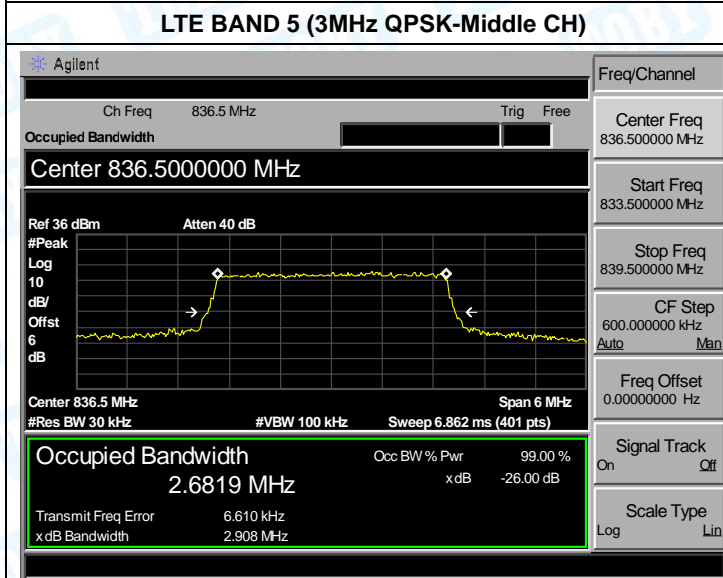 LTE BAND 5 (3MHz QPSK-Middle CH)
Agilent
Freq/Channel
Ch Freq 836.5 MHz Trig Free
Occupied Bandwidth
Center 836.5000000 MHz
Center Freq
836.500000 MHz
Start Freq
833.500000 MHz
Stop Freq
839.500000 MHz
CF Step
600.000000 kHz
Auto Man
Freq Offset
0.00000000 Hz
Signal Track
On Off
Scale Type
Log Lin
Ref 36 dBm Atten 40 dB
#Peak
Log
10
dB/
Offst
6
dB
Center 836.5 MHz Span 6 MHz
#Res BW 30 kHz #VBW 100 kHz Sweep 6.862 ms (401 pts)
Occupied Bandwidth
2.6819 MHz
Occ BW % Pwr 99.00 %
x dB -26.00 dB
Transmit Freq Error 6.610 kHz
x dB Bandwidth 2.908 MHz